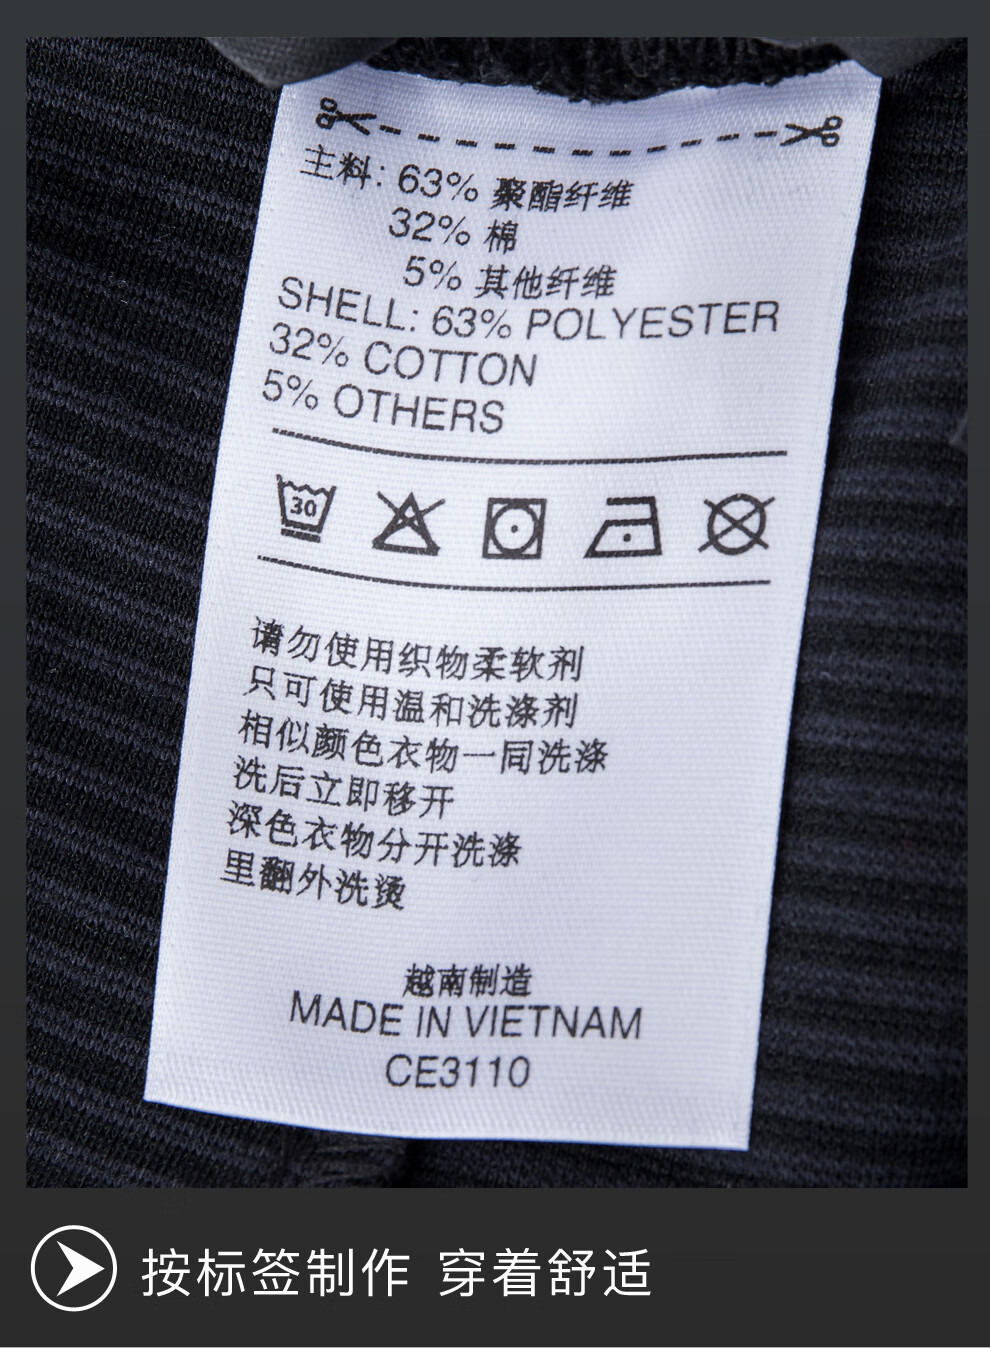 主料: 63% 聚酯纤维
32% 棉
5% 其他纤维
SHELL: 63% POLYESTER
32% COTTON
5% OTHERS
30
请勿使用织物柔软剂
只可使用温和洗涤剂
相似颜色衣物一同洗涤
洗后立即移开
深色衣物分开洗涤
里翻外洗烫
越南制造
MADE IN VIETNAM
CE3110
按标签制作 穿着舒适